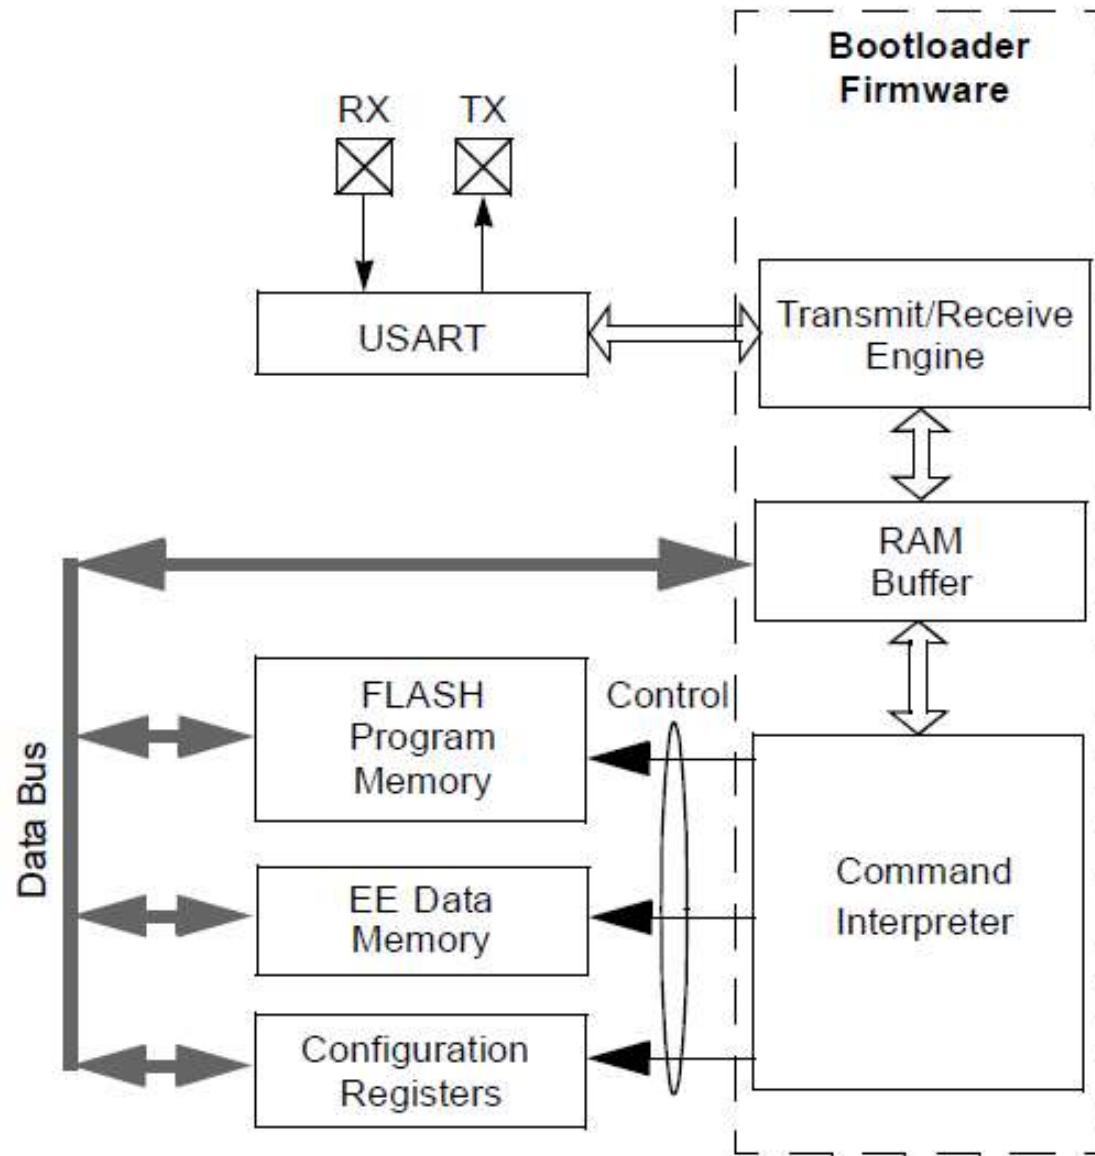 Bootloader
Firmware
RX
TX
USART
Transmit/Receive
Engine
RAM
Buffer
FLASH
Program
Memory
Control
Data Bus
EE Data
Memory
Command
Interpreter
Configuration
Registers